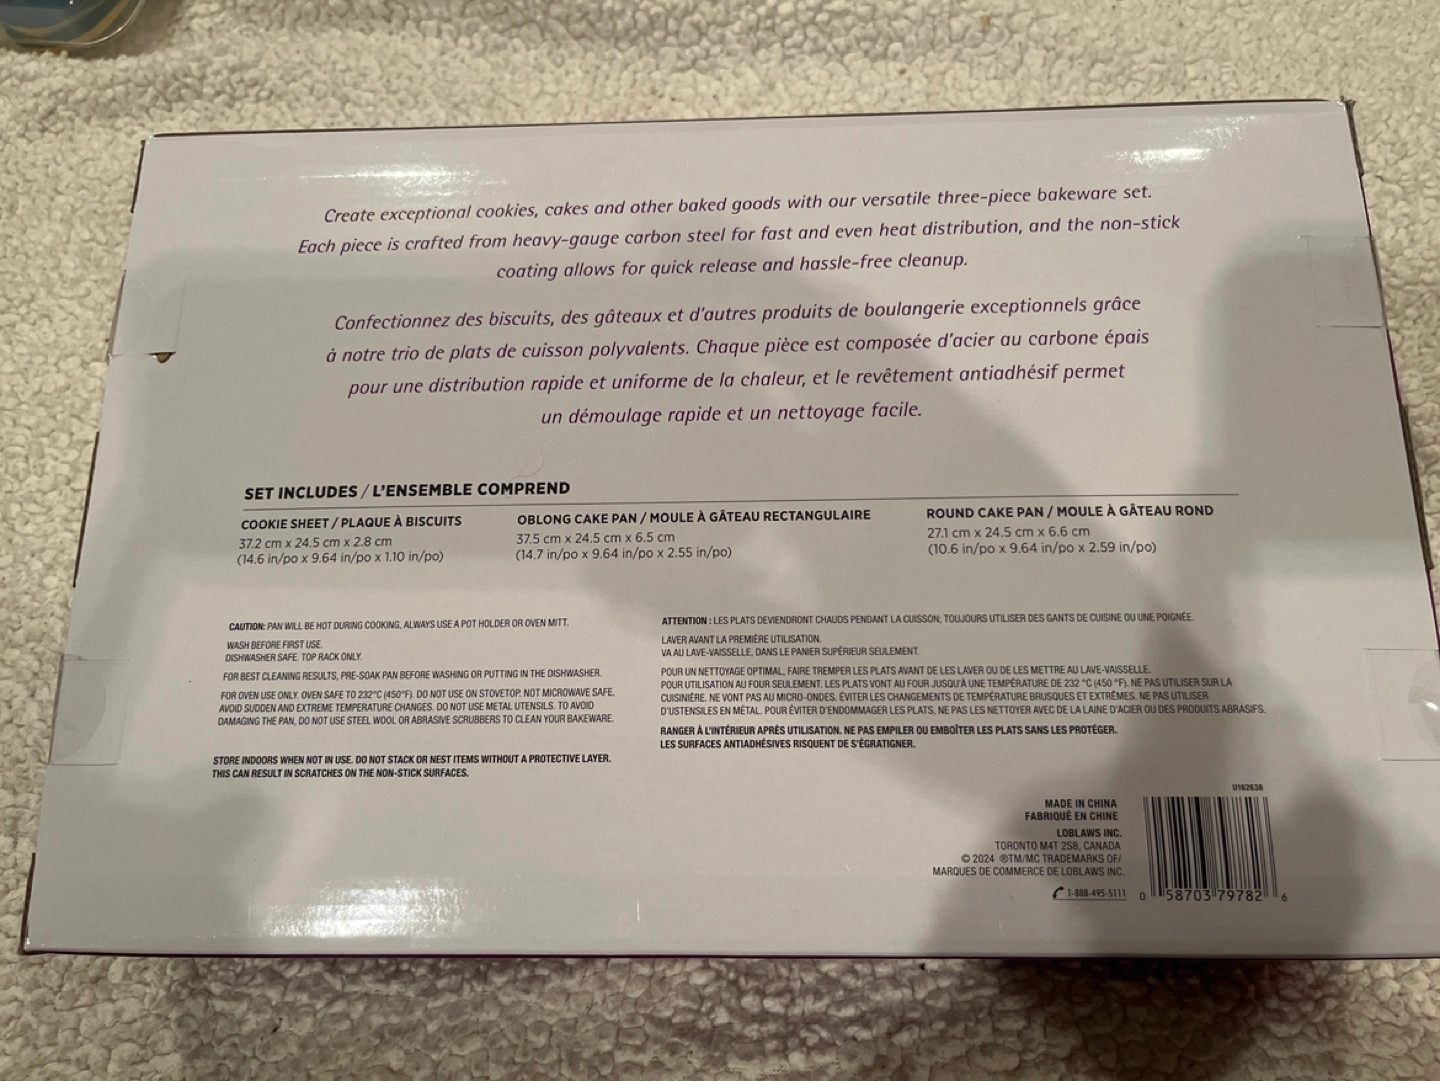 Create exceptional cookies, cakes and other baked goods with our versatile three-piece bakeware set.
Each piece is crafted from heavy-gauge carbon steel for fast and even heat distribution, and the non-stick
coating allows for quick release and hassle-free cleanup.
Confectionnez des biscuits, des gâteaux et d'autres produits de boulangerie exceptionnels grâce
à notre trio de plats de cuisson polyvalents. Chaque pièce est composée d'acier au carbone épais
pour une distribution rapide et uniforme de la chaleur, et le revêtement antiadhésif permet
un démoulage rapide et un nettoyage facile.
SET INCLUDES / L'ENSEMBLE COMPREND
COOKIE SHEET / PLAQUE À BISCUITS
37.2 cm x 24.5 cm x 2.8 cm
(14.6 in/po x 9.64 in/po x 1.10 in/po)
OBLONG CAKE PAN / MOULE À GÂTEAU RECTANGULAIRE
37.5 cm x 24.5 cm x 6.5 cm
(14.7 in/po x 9.64 in/po x 2.55 in/po)
ROUND CAKE PAN / MOULE À GÂTEAU ROND
27.1 cm x 24.5 cm x 6.6 cm
(10.6 in/po x 9.64 in/po x 2.59 in/po)
CAUTION: PAN WILL BE HOT DURING COOKING, ALWAYS USE A POT HOLDER OR OVEN MITT.
WASH BEFORE FIRST USE.
DISHWASHER SAFE. TOP RACK ONLY.
FOR BEST CLEANING RESULTS, PRE-SOAK PAN BEFORE WASHING OR PUTTING IN THE DISHWASHER.
FOR OVEN USE ONLY. OVEN SAFE TO 232°C (450°F). DO NOT USE ON STOVETOP. NOT MICROWAVE SAFE.
AVOID SUDDEN AND EXTREME TEMPERATURE CHANGES. DO NOT USE METAL UTENSILS. TO AVOID
DAMAGING THE PAN, DO NOT USE STEEL WOOL OR ABRASIVE SCRUBBERS TO CLEAN YOUR BAKEWARE.
STORE INDOORS WHEN NOT IN USE. DO NOT STACK OR NEST ITEMS WITHOUT A PROTECTIVE LAYER.
THIS CAN RESULT IN SCRATCHES ON THE NON-STICK SURFACES.
ATTENTION : LES PLATS DEVIENDRONT CHAUDS PENDANT LA CUISSON; TOUJOURS UTILISER DES GANTS DE CUISINE OU UNE POIGNÉE.
LAVER AVANT LA PREMIÈRE UTILISATION.
VA AU LAVE-VAISSELLE, DANS LE PANIER SUPÉRIEUR SEULEMENT.
POUR UN NETTOYAGE OPTIMAL, FAIRE TREMPER LES PLATS AVANT DE LES LAVER OU DE LES METTRE AU LAVE-VAISSELLE.
POUR UTILISATION AU FOUR SEULEMENT. LES PLATS VONT AU FOUR JUSQU'À UNE TEMPÉRATURE DE 232 °C (450 °F). NE PAS UTILISER SUR LA
CUISINIÈRE. NE VONT PAS AU MICRO-ONDES. ÉVITER LES CHANGEMENTS DE TEMPÉRATURE BRUSQUES ET EXTRÊMES. NE PAS UTILISER
D'USTENSILES EN MÉTAL. POUR ÉVITER D'ENDOMMAGER LES PLATS, NE PAS LES NETTOYER AVEC DE LA LAINE D'ACIER OU DES PRODUITS ABRASIFS.
RANGER À L'INTÉRIEUR APRÈS UTILISATION. NE PAS EMPILER OU EMBOÎTER LES PLATS SANS LES PROTÉGER.
LES SURFACES ANTIADHÉSIVES RISQUENT DE S'ÉGRATIGNER.
U162638
MADE IN CHINA
FABRIQUÉ EN CHINE
LOBLAWS INC.
TORONTO M4T 2S8, CANADA
© 2024 ®TM/MC TRADEMARKS OF/
MARQUES DE COMMERCE DE LOBLAWS INC.
1-888-495-5111
0 58703 79782 6